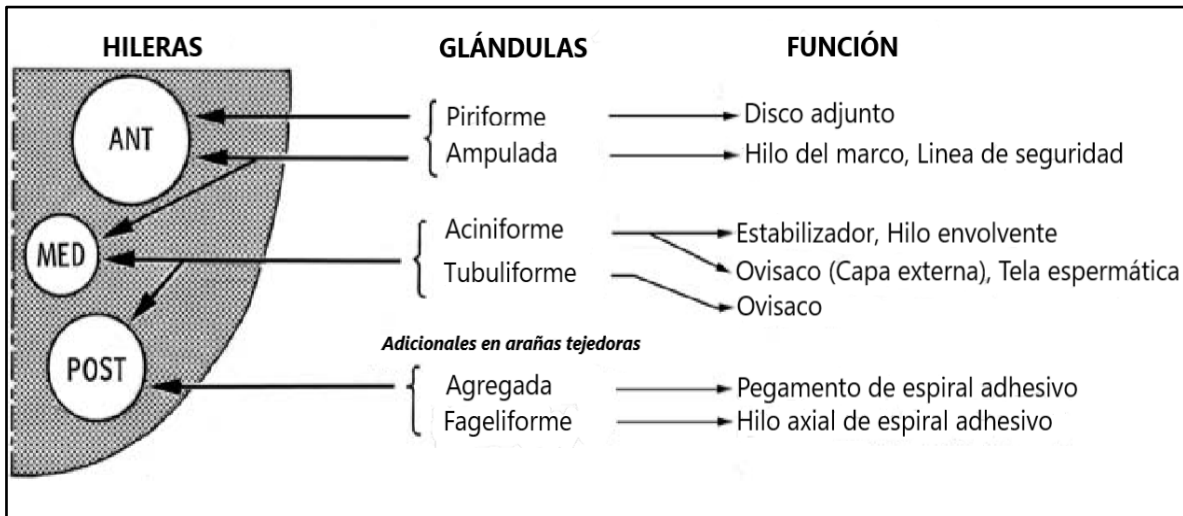 HILERAS
GLÁNDULAS
FUNCIÓN
ANT
Piriforme
Disco adjunto
Ampulada
Hilo del marco, Linea de seguridad
MED
Aciniforme
Estabilizador, Hilo envolvente
Tubuliforme
Ovisaco (Capa externa), Tela espermática
Ovisaco
Adicionales en arañas tejedoras
POST
Agregada
Pegamento de espiral adhesivo
Fageliforme
Hilo axial de espiral adhesivo